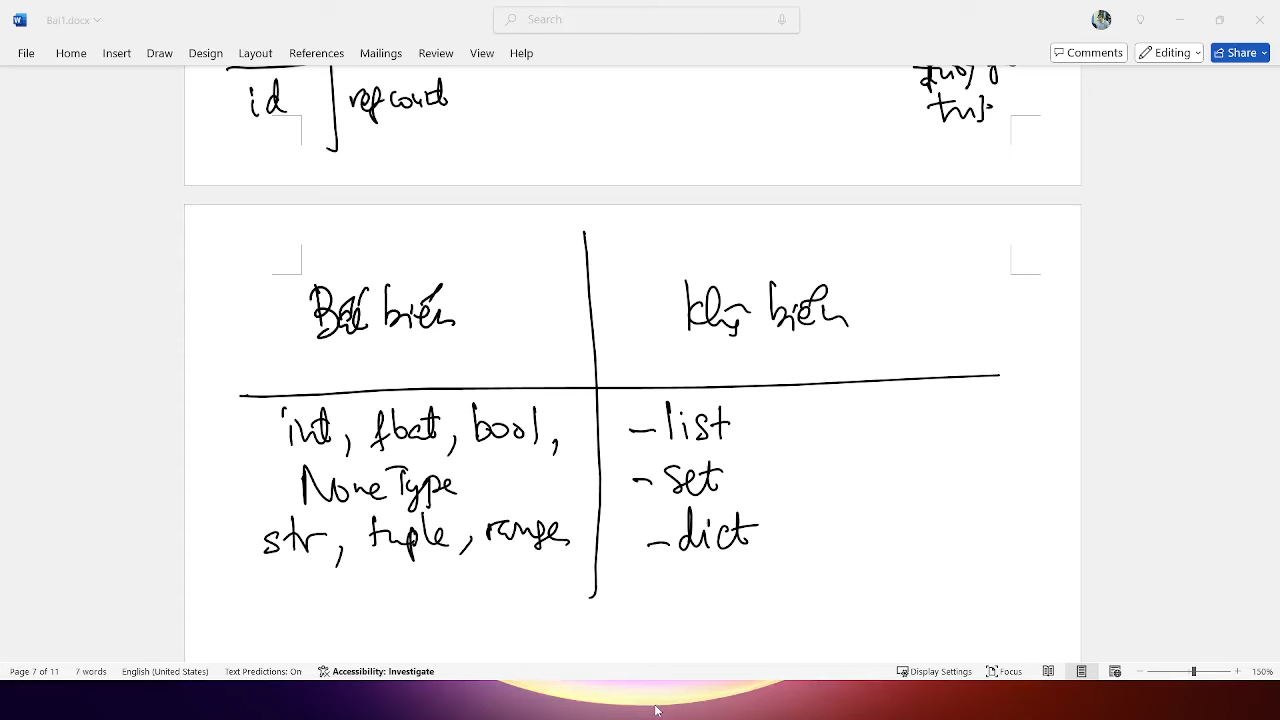 Bai1.docx
Search
File Home Insert Draw Design Layout References Mailings Review View Help
Comments Editing Share
id ref count
Bất biến Khả biến
int, float, bool, - list
NoneType - set
str, tuple, range - dict
Page 7 of 11 7 words English (United States) Text Predictions: On Accessibility: Investigate Display Settings Focus 150%